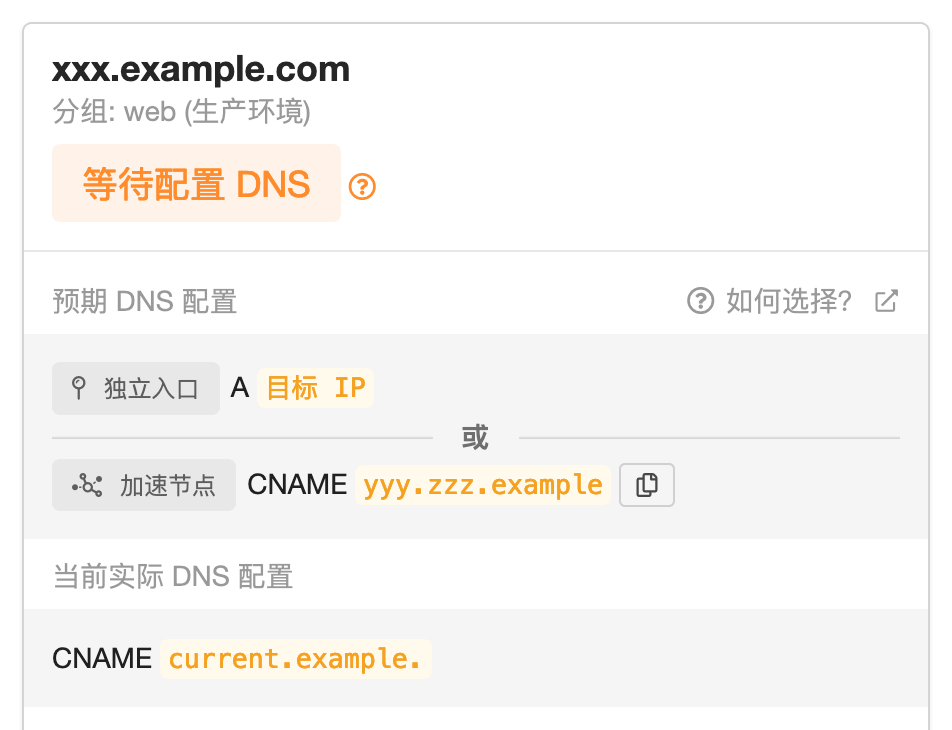 xxx.example.com
分组: web (生产环境)
等待配置 DNS
预期 DNS 配置 如何选择?
独立入口 A 目标 IP
或
加速节点 CNAME yyy.zzz.example
当前实际 DNS 配置
CNAME current.example.